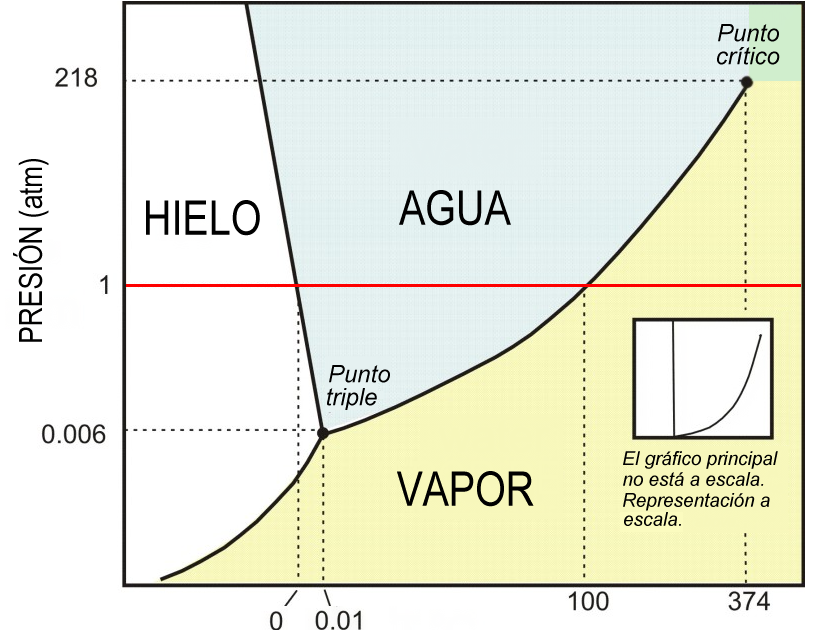 Punto
crítico
218
HIELO
AGUA
PRESIÓN (atm)
1
Punto
triple
0.006
VAPOR
El gráfico principal
no está a escala.
Representación a
escala.
0
0.01
100
374